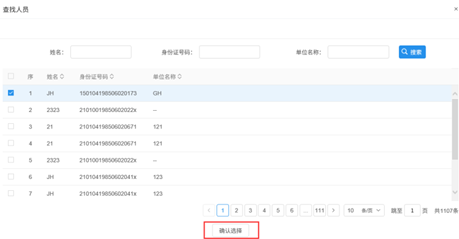 查找人员 ×
姓名： 身份证号码： 单位名称： 搜索
序 姓名 身份证号码 单位名称
1 JH 150104198506020173 GH
2 2323 21010019850602022x --
3 21 210104198506020671 121
4 21 210104198506020671 121
5 2323 21010019850602022x --
6 JH 21010419850602041x 123
7 JH 21010419850602041x 123
1 2 3 4 5 6 ... 111 10 条/页 跳至 1 页 共1107条
确认选择